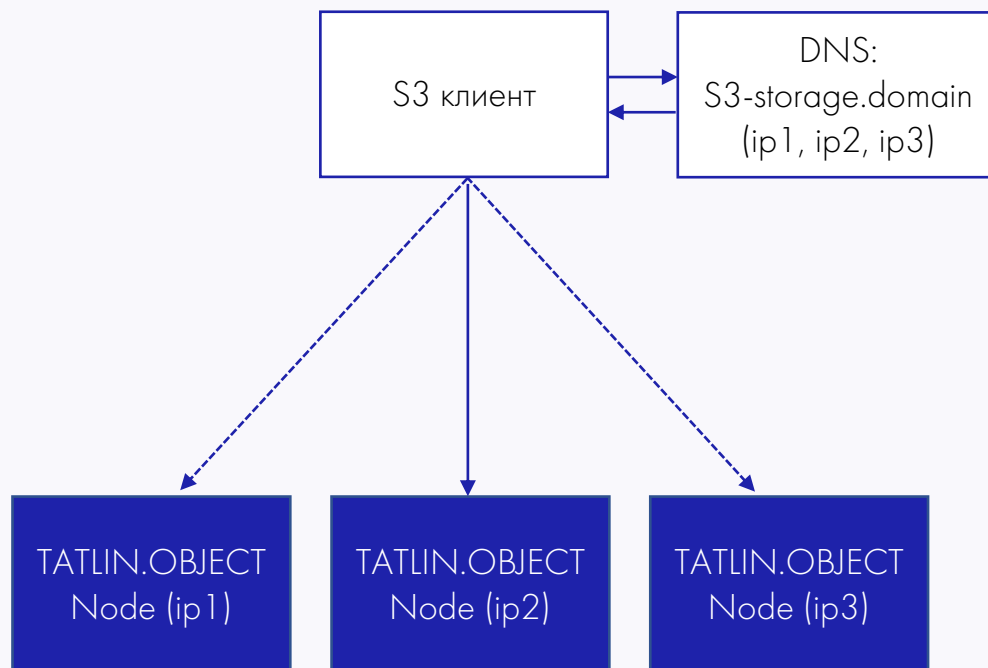 S3 клиент
DNS:
S3-storage.domain
(ip1, ip2, ip3)
TATLIN.OBJECT
Node (ip1)
TATLIN.OBJECT
Node (ip2)
TATLIN.OBJECT
Node (ip3)